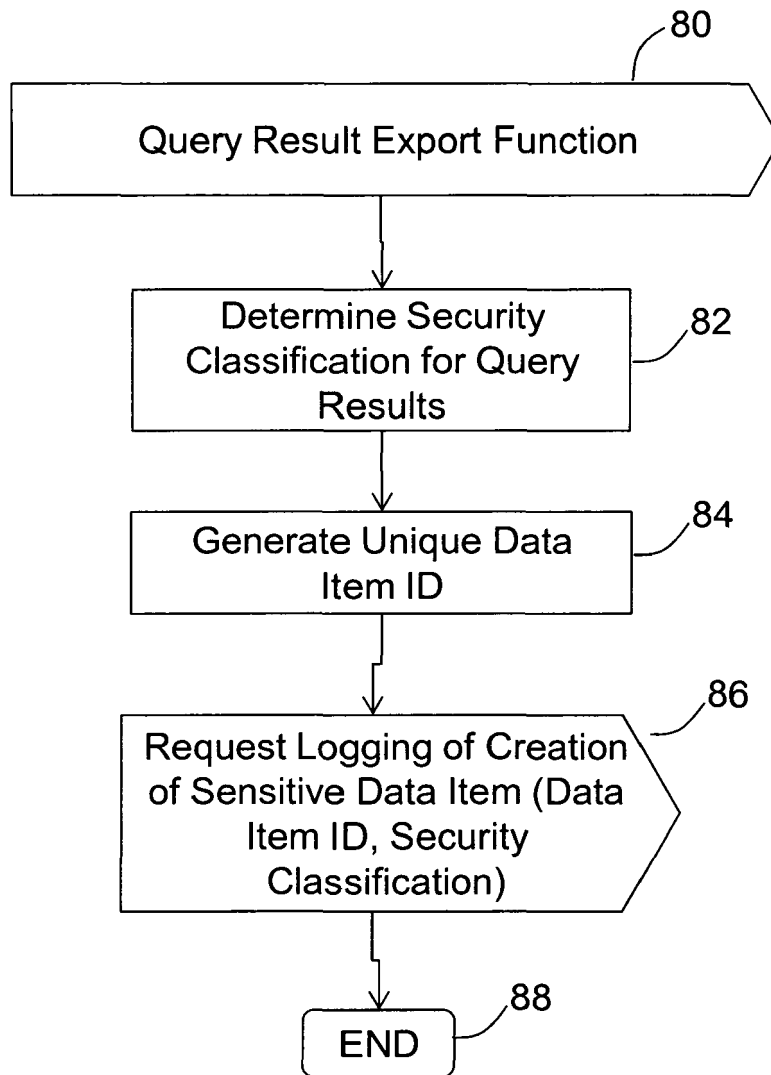 80
Query Result Export Function
Determine Security
Classification for Query
Results
82
Generate Unique Data
Item ID
84
Request Logging of Creation
of Sensitive Data Item (Data
Item ID, Security
Classification)
86
END
88